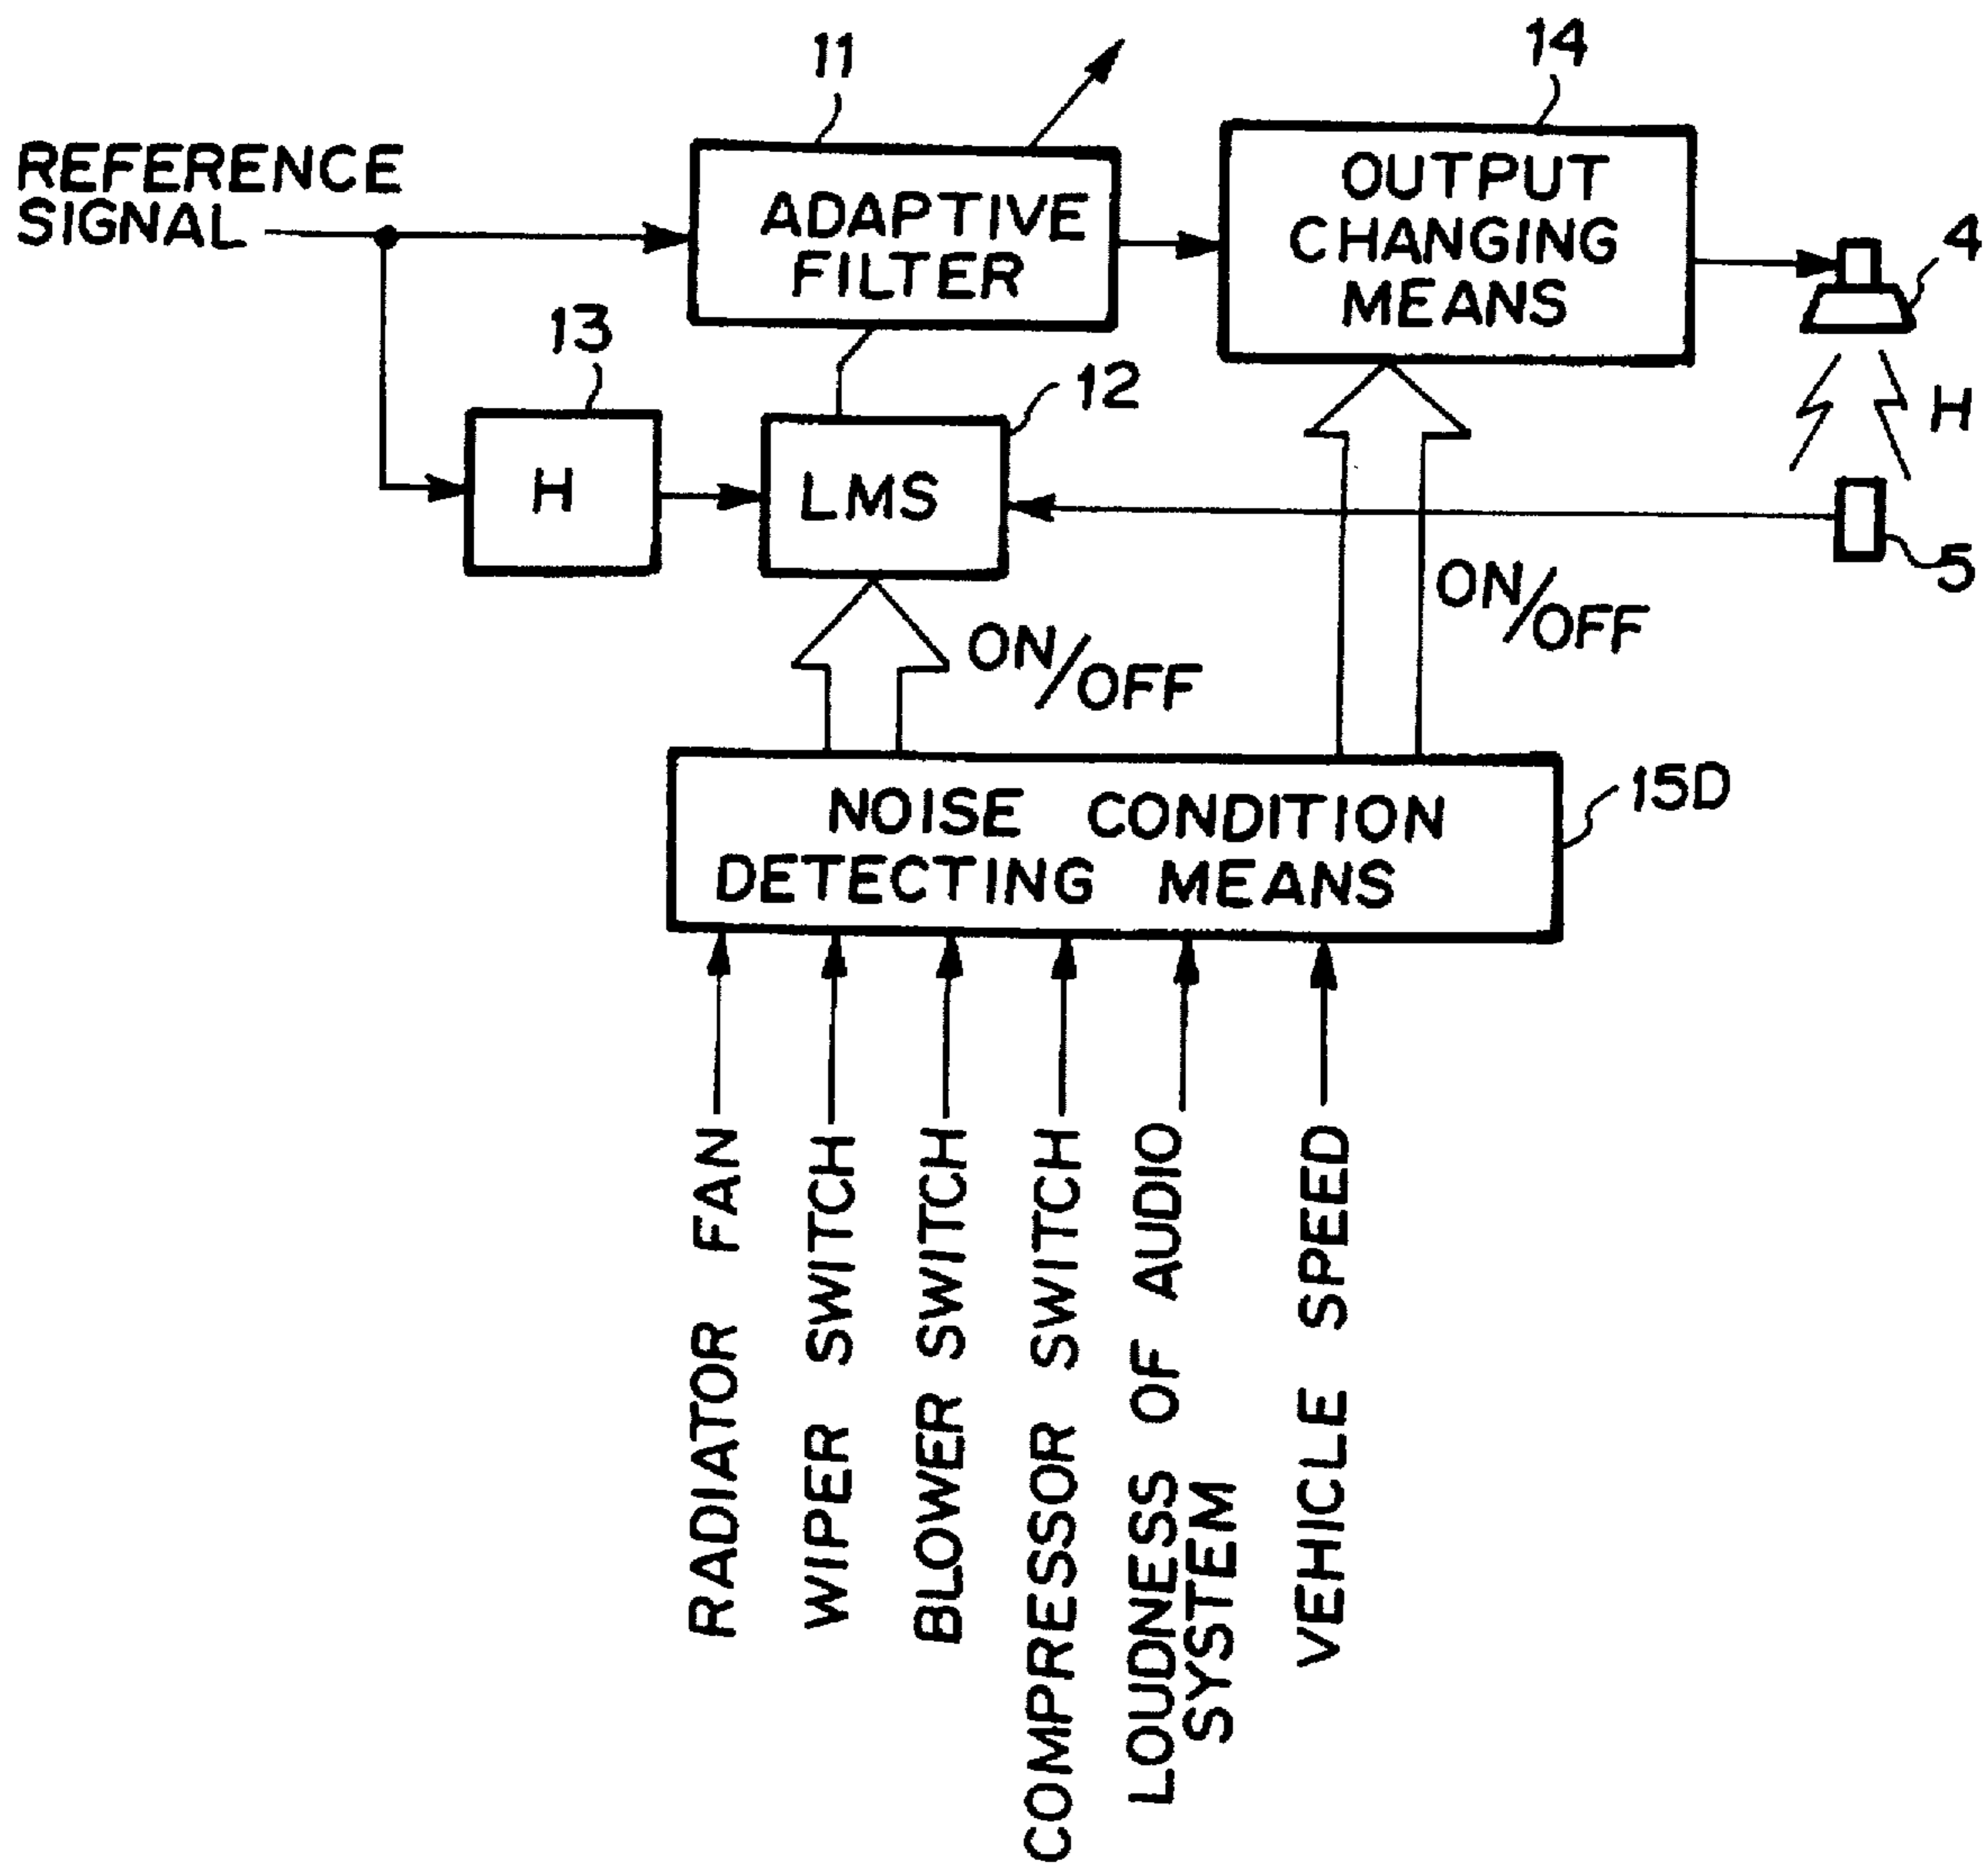 11
14
REFERENCE
SIGNAL
ADAPTIVE
FILTER
OUTPUT
CHANGING
MEANS
4
13
12
H
H
LMS
5
ON/OFF
ON/OFF
15D
NOISE CONDITION
DETECTING MEANS
RADIATOR FAN
WIPER SWITCH
BLOWER SWITCH
COMPRESSOR SWITCH
LOUDNESS OF AUDIO
SYSTEM
VEHICLE SPEED